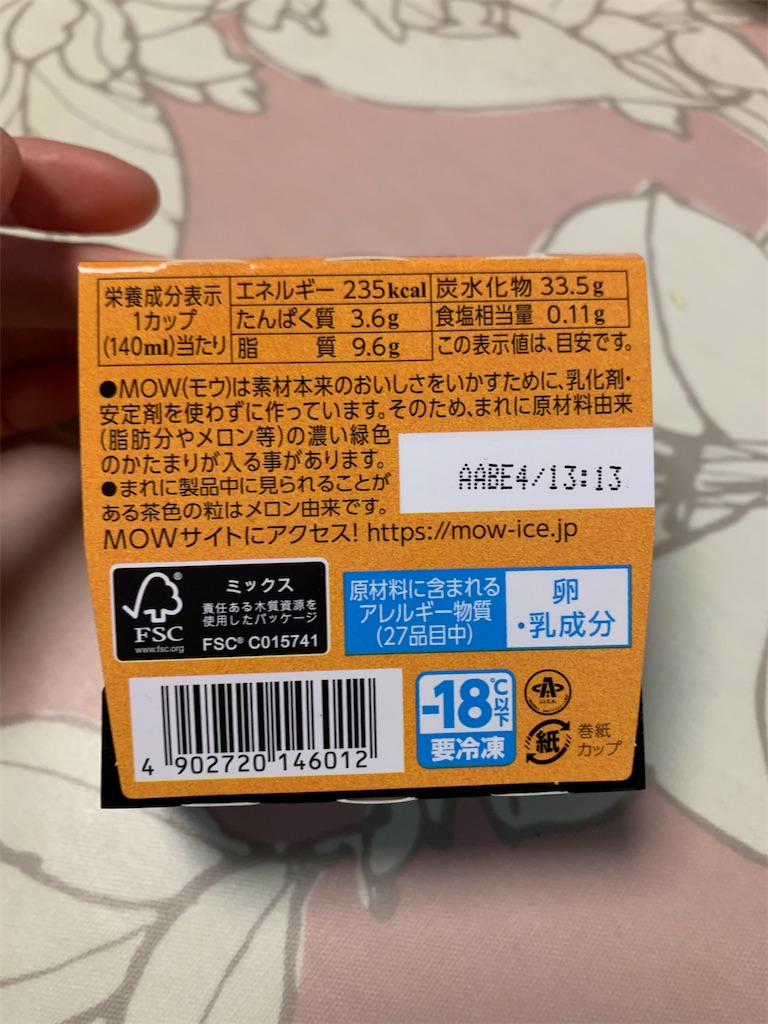 栄養成分表示
1カップ
(140ml)当たり
エネルギー 235kcal
たんぱく質 3.6g
脂 質 9.6g
炭水化物 33.5g
食塩相当量 0.11g
この表示値は、目安です。
●MOW(モウ)は素材本来のおいしさをいかすために、乳化剤・
安定剤を使わずに作っています。そのため、まれに原材料由来
(脂肪分やメロン等)の濃い緑色
のかたまりが入る事があります。
●まれに製品中に見られることが
ある茶色の粒はメロン由来です。
AABE4/13:13
MOWサイトにアクセス! https://mow-ice.jp
FSC®
www.fsc.org
ミックス
責任ある木質資源を
使用したパッケージ
FSC® C015741
原材料に含まれる
アレルギー物質
(27品目中)
卵
・乳成分
4 902720 146012
-18℃以下
要冷凍
紙
巻紙
カップ